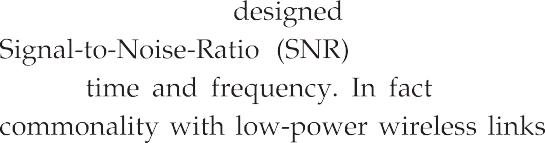 designed
Signal-to-Noise-Ratio (SNR)
time and frequency. In fact
commonality with low-power wireless links